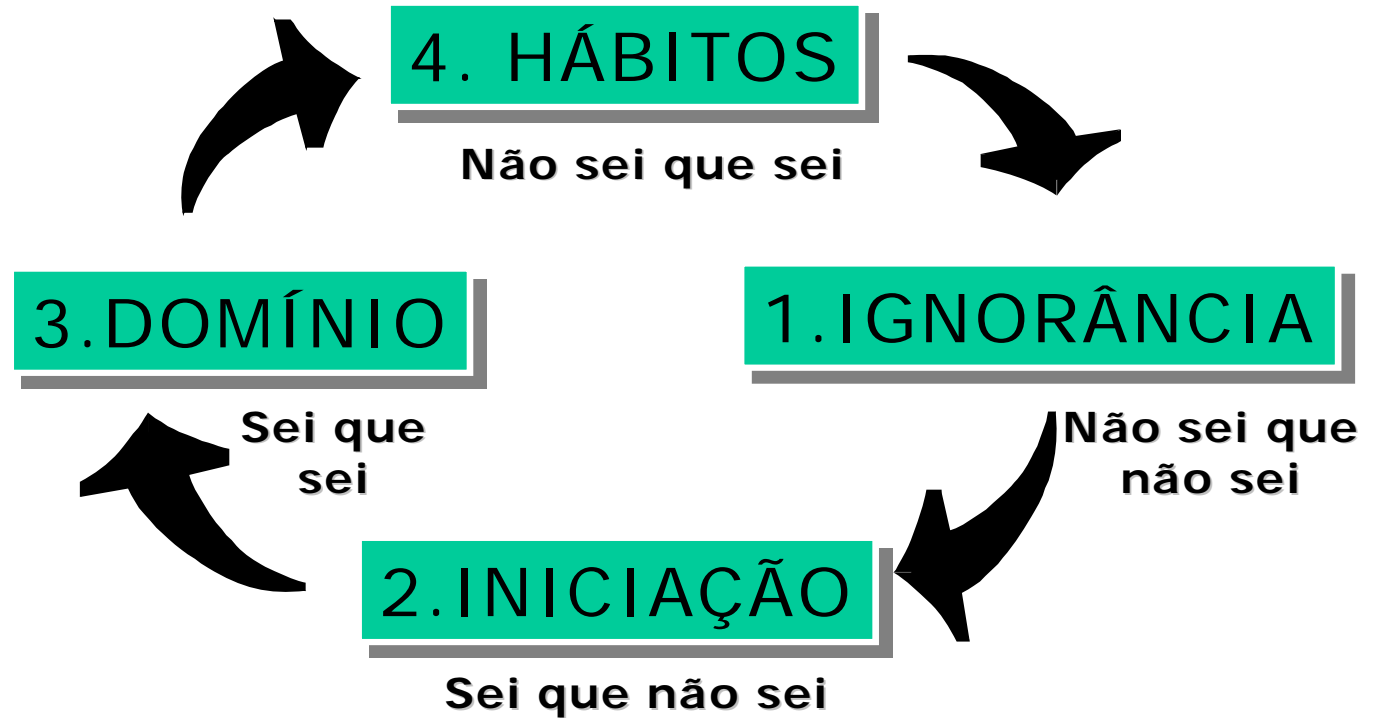 4. HÁBITOS
Não sei que sei
3.DOMÍNIO
Sei que
sei
1.IGNORÂNCIA
Não sei que
não sei
2.INICIAÇÃO
Sei que não sei